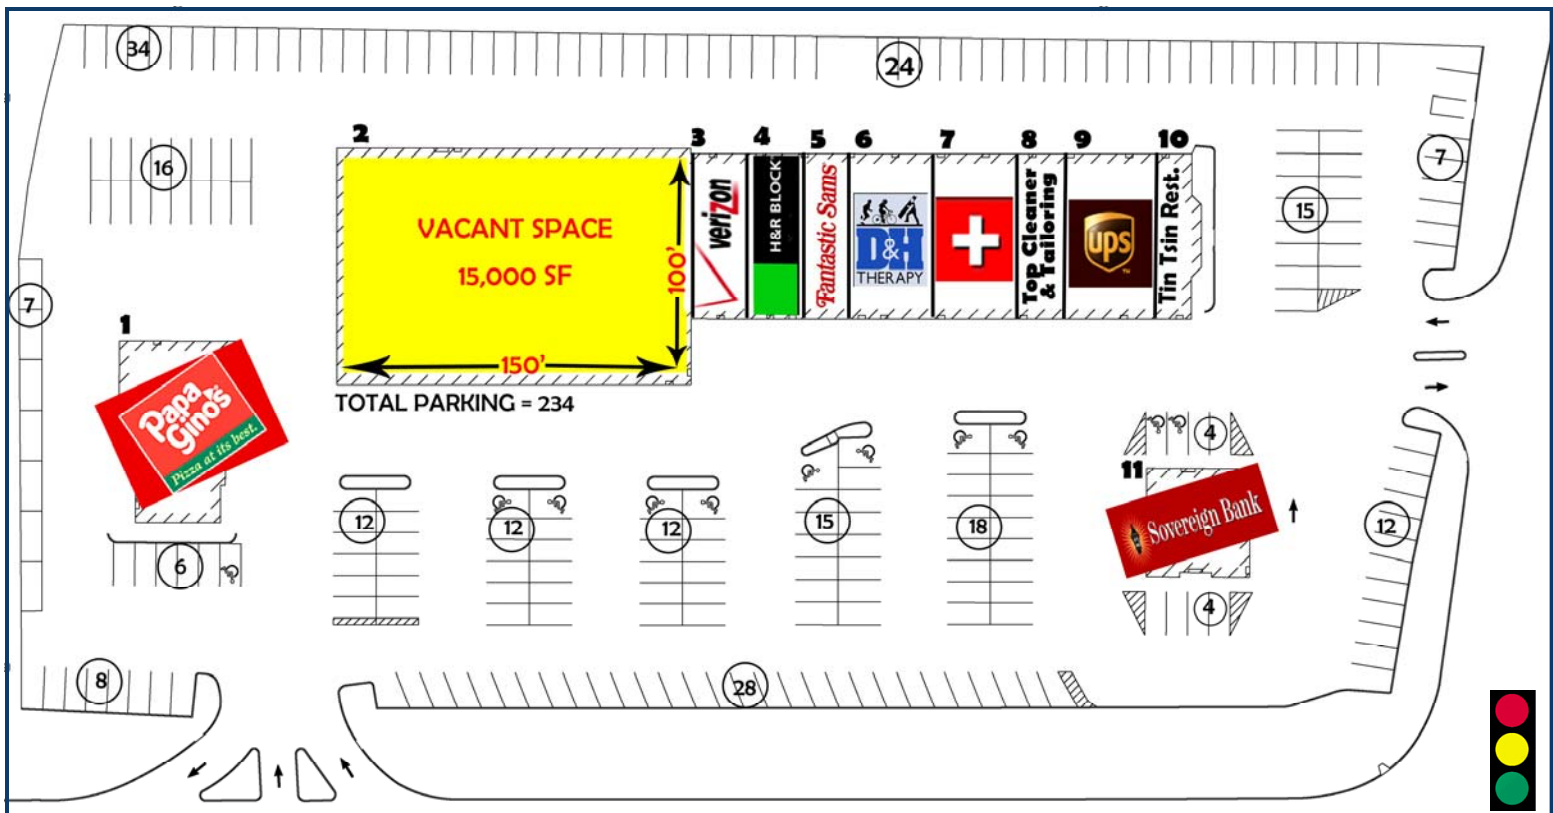 34
24
2
3
4
5
6
7
8
9
10
16
7
15
VACANT SPACE
15,000 SF
100'
150'
verizon
H&R BLOCK
Fantastic Sams
D&H
THERAPY
Top Cleaner
& Tailoring
ups
Tin Tsin Rest.
7
1
Papa
Gino's
Pizza at its best.
TOTAL PARKING = 234
4
11
Sovereign Bank
12
12
12
15
18
12
6
4
8
28